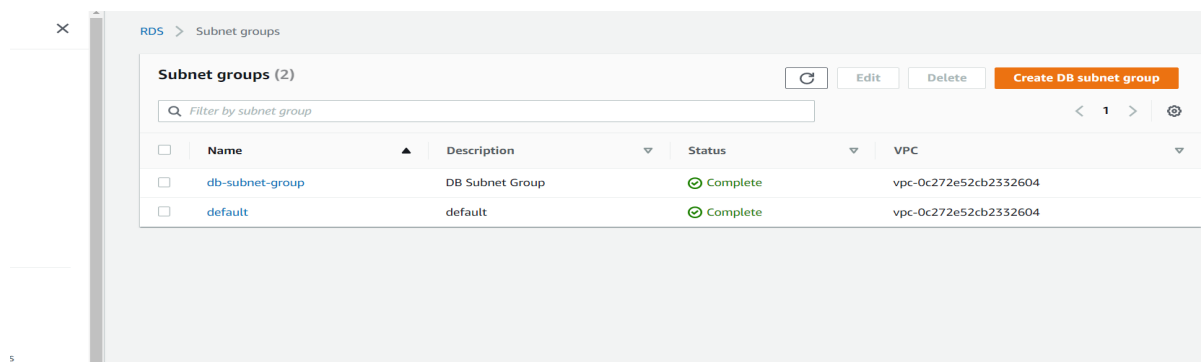 RDS > Subnet groups
Subnet groups (2)
Edit
Delete
Create DB subnet group
Filter by subnet group
< 1 >
Name Description Status VPC
db-subnet-group DB Subnet Group Complete vpc-0c272e52cb2332604
default default Complete vpc-0c272e52cb2332604
s